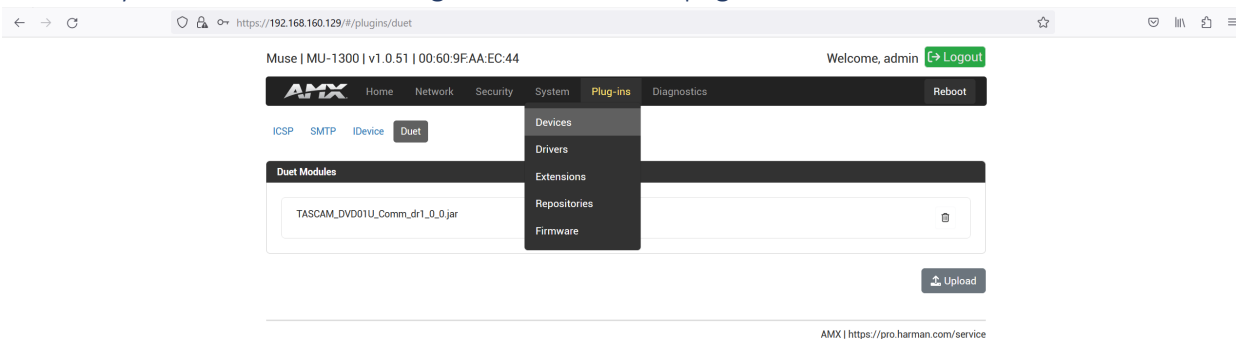 https://192.168.160.129/#/plugins/duet
Muse | MU-1300 | v1.0.51 | 00:60:9F:AA:EC:44
Welcome, admin Logout
AMX Home Network Security System Plug-ins Diagnostics Reboot
Devices
ICSP SMTP IDevice Duet
Drivers
Duet Modules
Extensions
Repositories
TASCAM_DVD01U_Comm_dr1_0_0.jar
Firmware
Upload
AMX | https://pro.harman.com/service